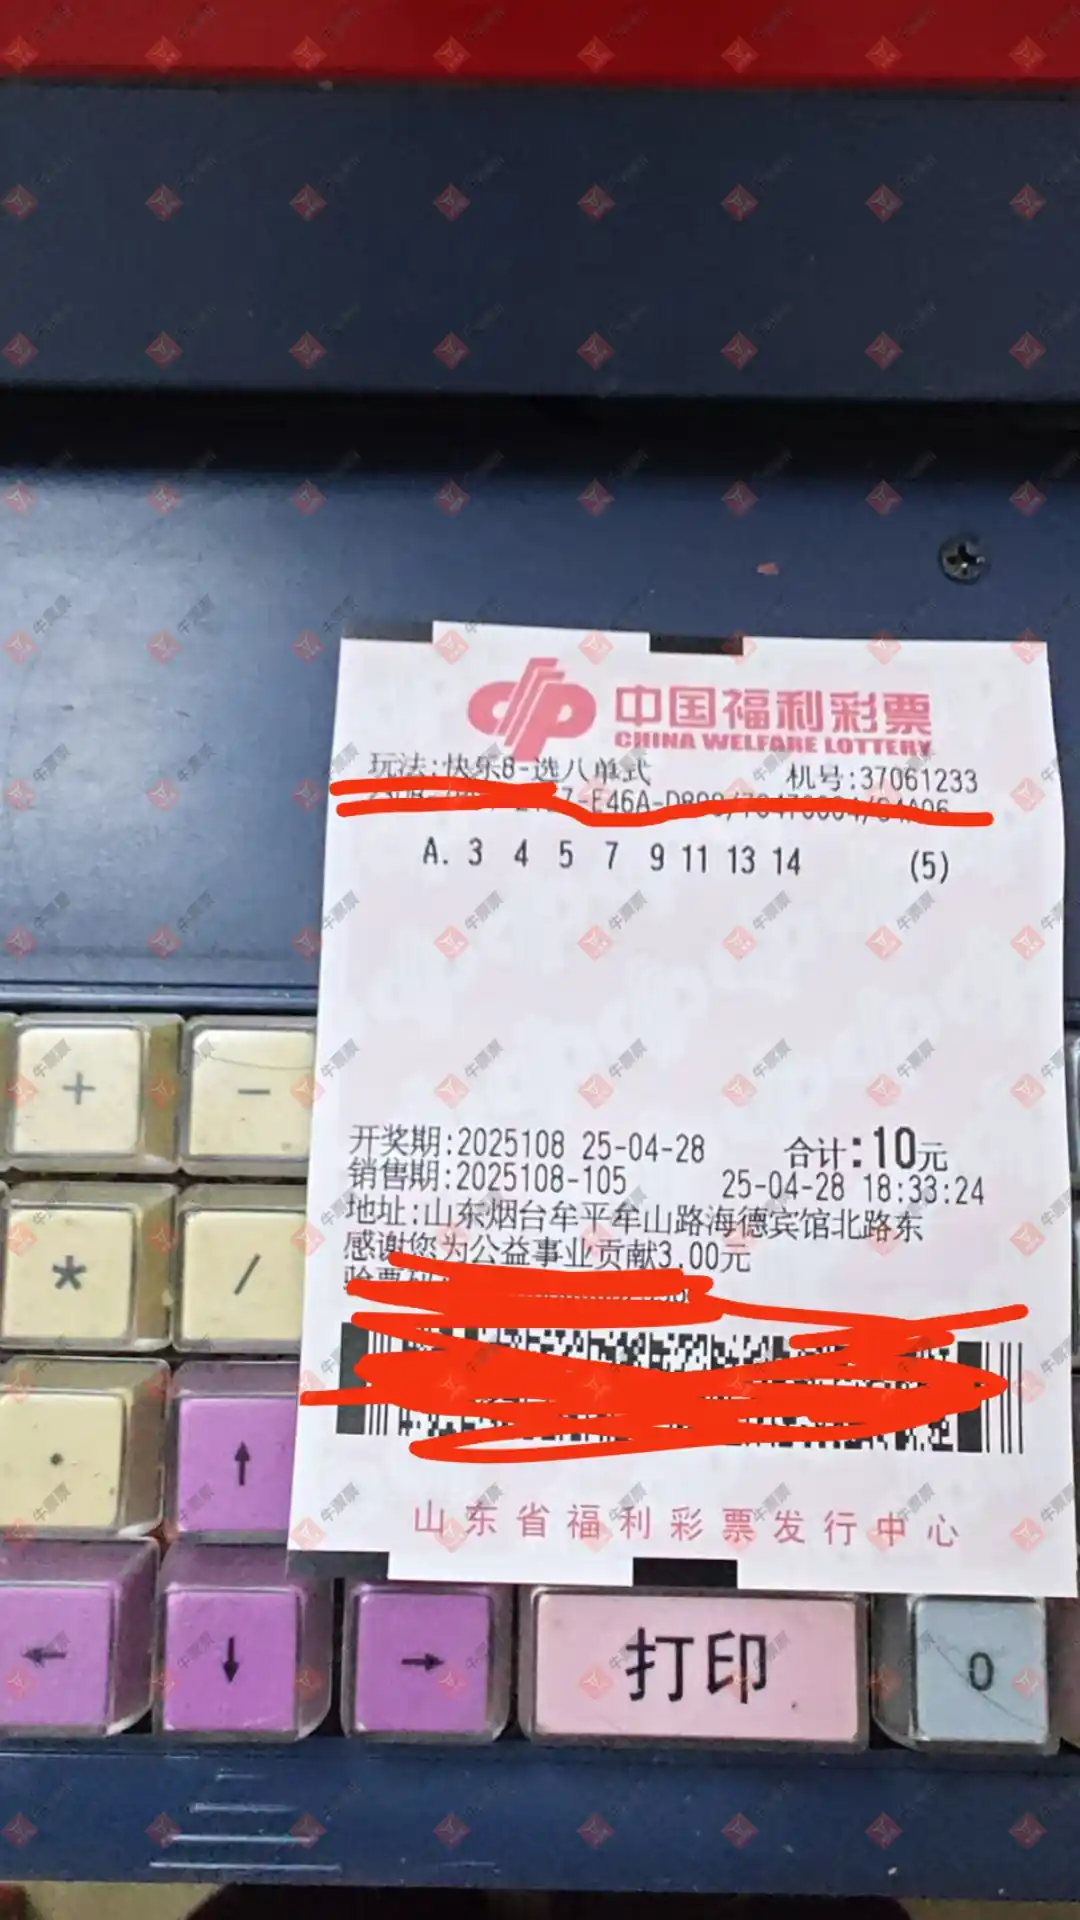 中国福利彩票
CHINA WELFARE LOTTERY
玩法:快乐8-选八单式 机号:37061233
-E46A-
A. 3 4 5 7 9 11 13 14 (5)
开奖期:2025108 25-04-28 合计:10元
销售期:2025108-105 25-04-28 18:33:24
地址:山东烟台牟平牟山路海德宾馆北路东
感谢您为公益事业贡献3.00元
山东省福利彩票发行中心
+ -
* /
. ↑
← ↓ → 打印 0
牛票票